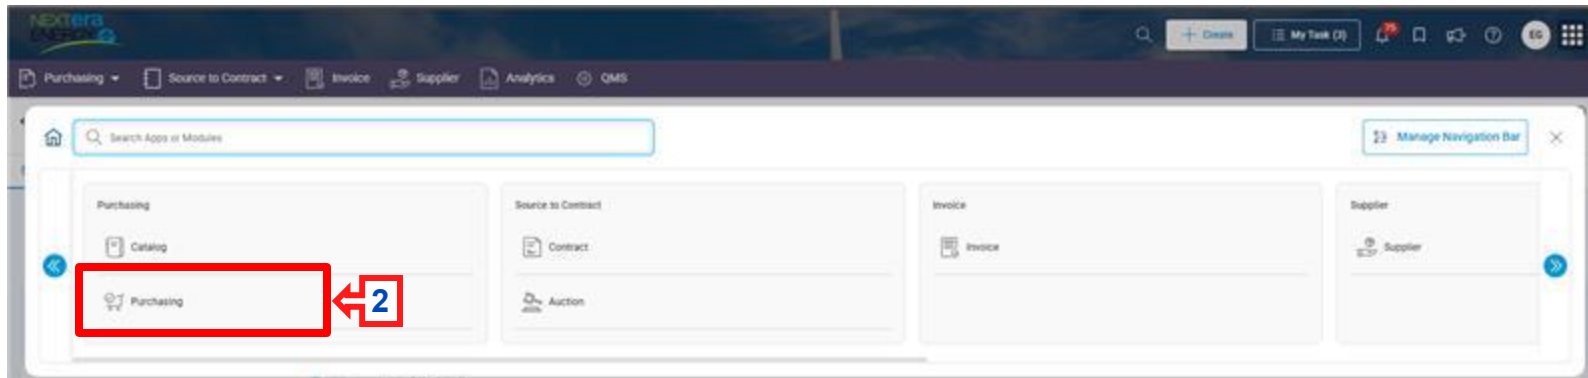 NEXTera
ENERGY
Create
My Task (3)
75
EG
Purchasing
Source to Contract
Invoice
Supplier
Analytics
QMS
Search Apps or Modules
Manage Navigation Bar
Purchasing
Source to Contract
Invoice
Supplier
Catalog
Contract
Invoice
Supplier
Purchasing
2
Auction